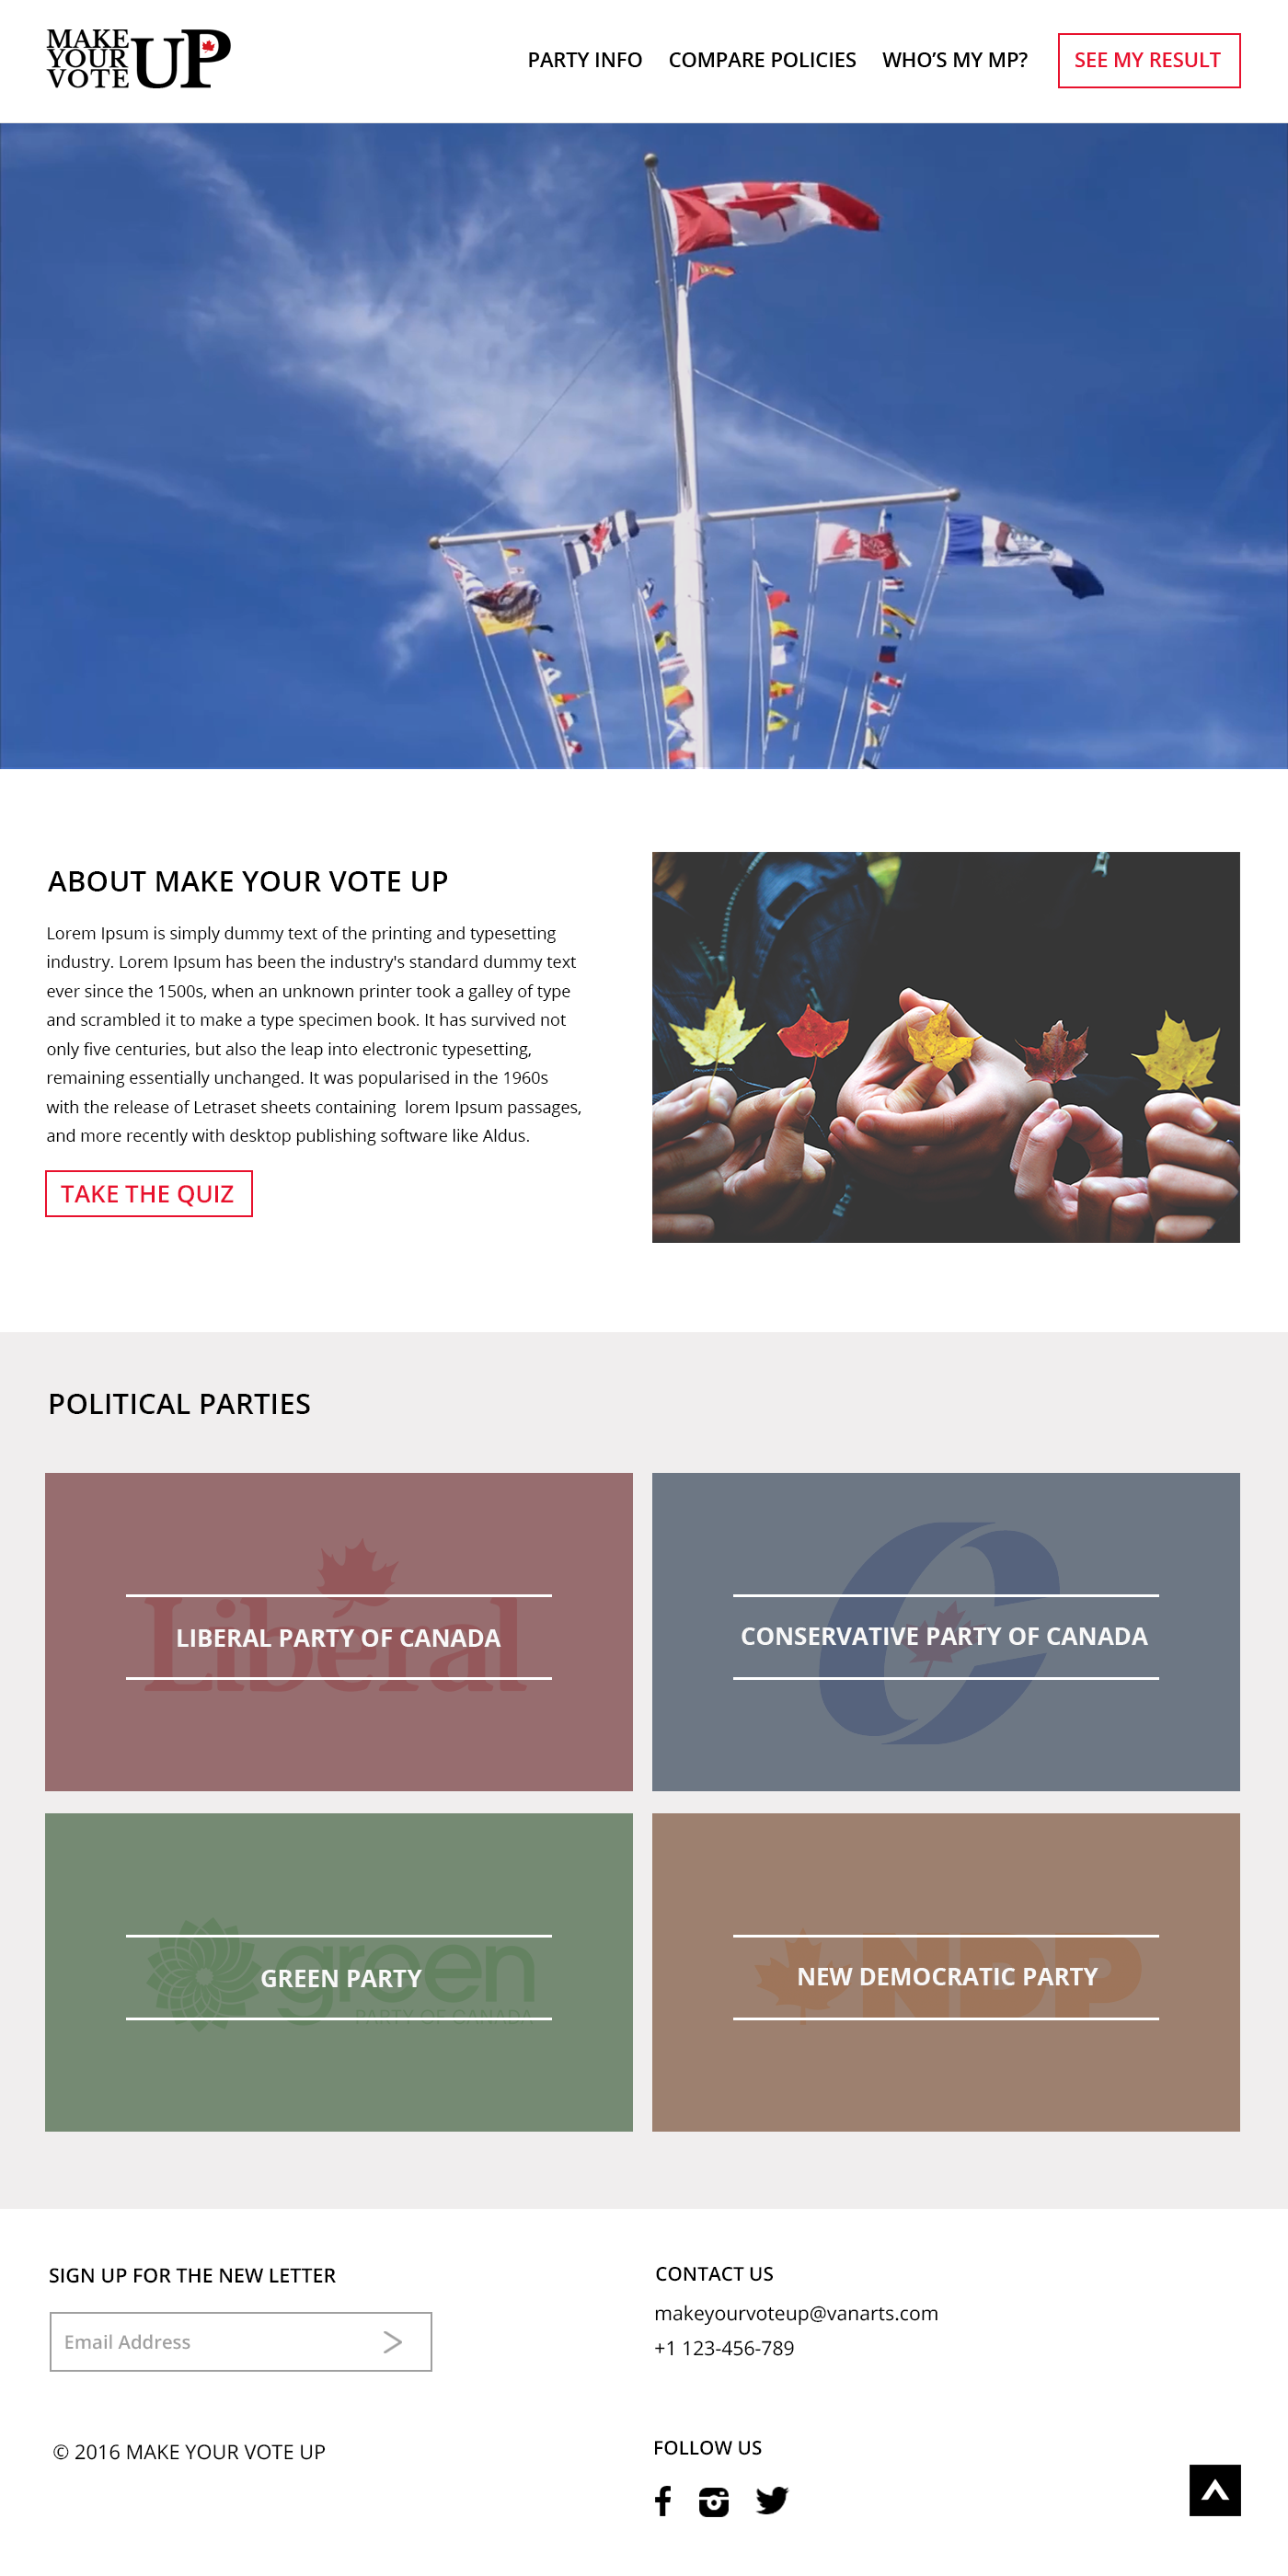 MAKE
YOUR
VOTE
UP
PARTY INFO
COMPARE POLICIES
WHO’S MY MP?
SEE MY RESULT
ABOUT MAKE YOUR VOTE UP
Lorem Ipsum is simply dummy text of the printing and typesetting
industry. Lorem Ipsum has been the industry's standard dummy text
ever since the 1500s, when an unknown printer took a galley of type
and scrambled it to make a type specimen book. It has survived not
only five centuries, but also the leap into electronic typesetting,
remaining essentially unchanged. It was popularised in the 1960s
with the release of Letraset sheets containing  lorem Ipsum passages,
and more recently with desktop publishing software like Aldus.
TAKE THE QUIZ
POLITICAL PARTIES
Liberal
LIBERAL PARTY OF CANADA
C
CONSERVATIVE PARTY OF CANADA
green
GREEN PARTY
PARTY OF CANADA
NDP
NEW DEMOCRATIC PARTY
SIGN UP FOR THE NEW LETTER
Email Address
© 2016 MAKE YOUR VOTE UP
CONTACT US
makeyourvoteup@vanarts.com
+1 123-456-789
FOLLOW US